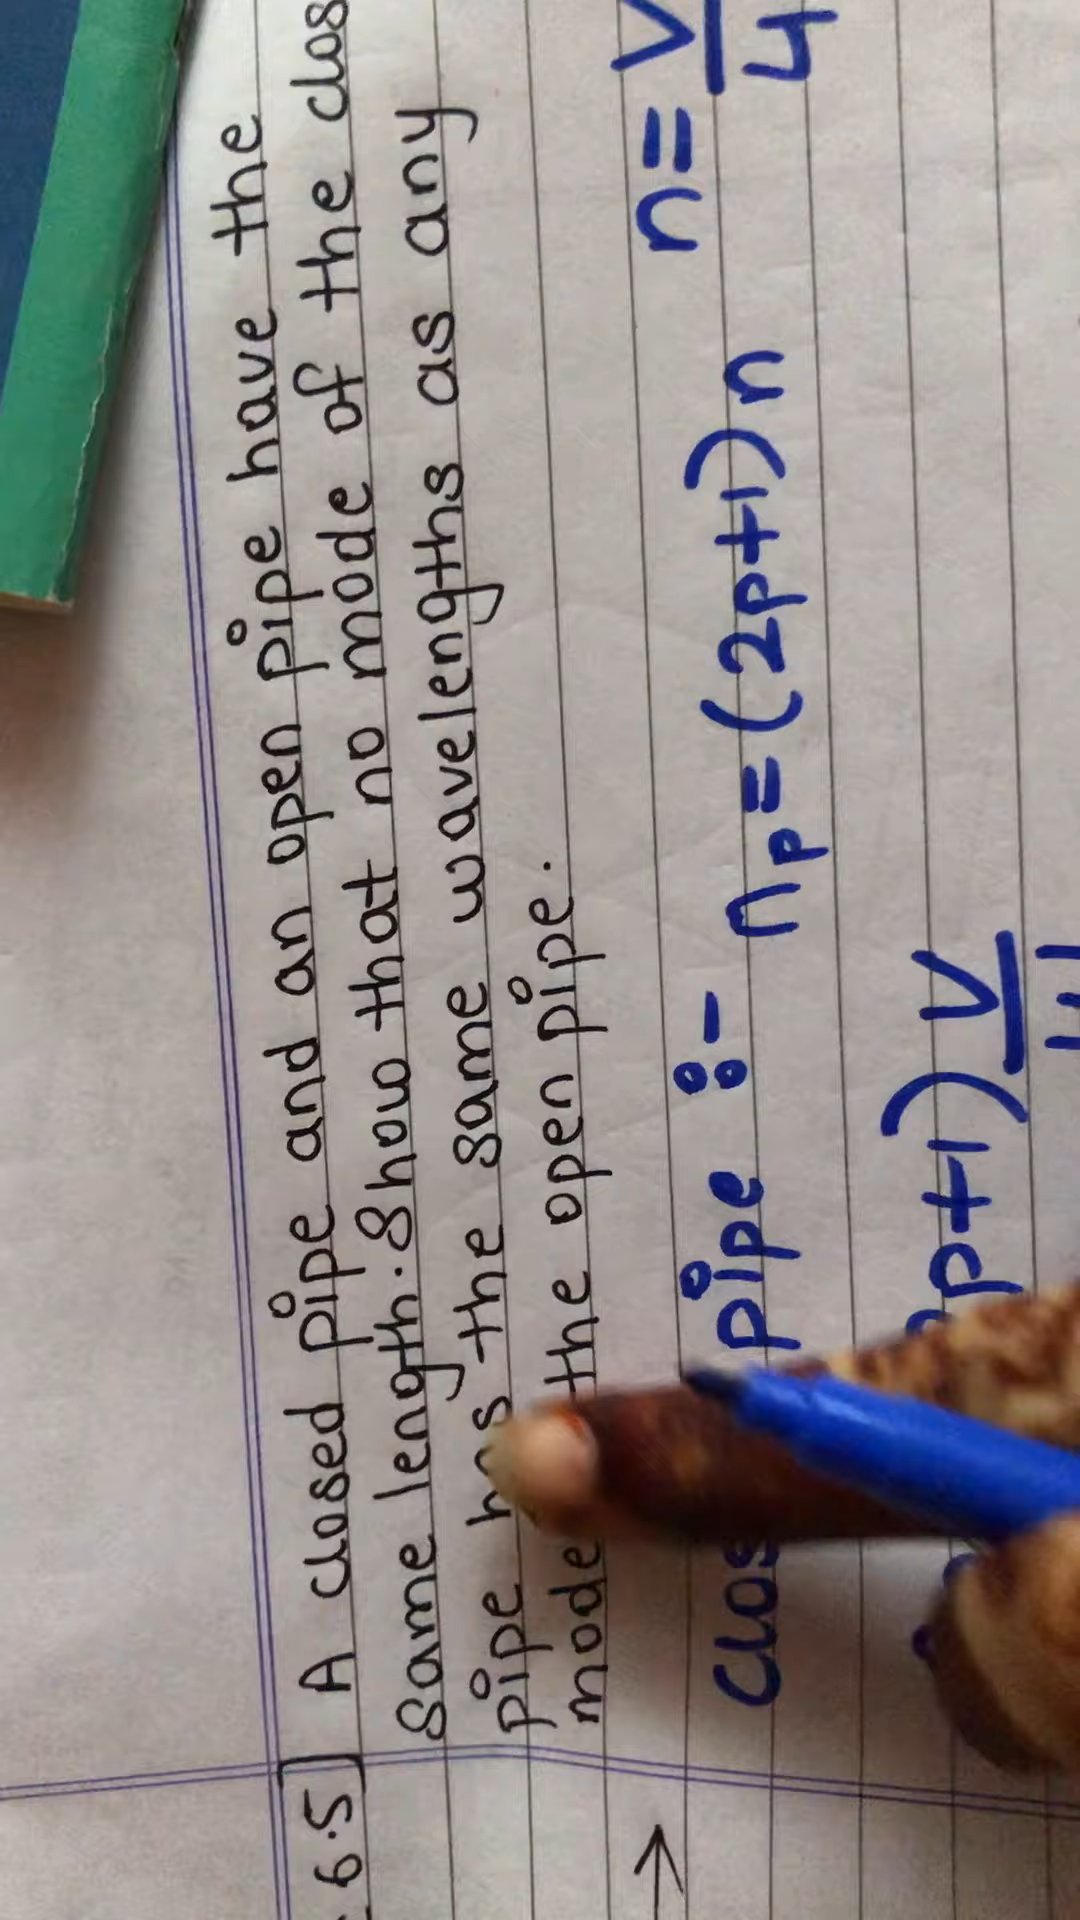 6.5] A closed pipe and an open pipe have the
same length. Show that no mode of the clos
pipe has the same wavelengths as any
mode the open pipe.
→ Clos pipe :- nₚ = (2p+1) n n = V/4
p+1) V